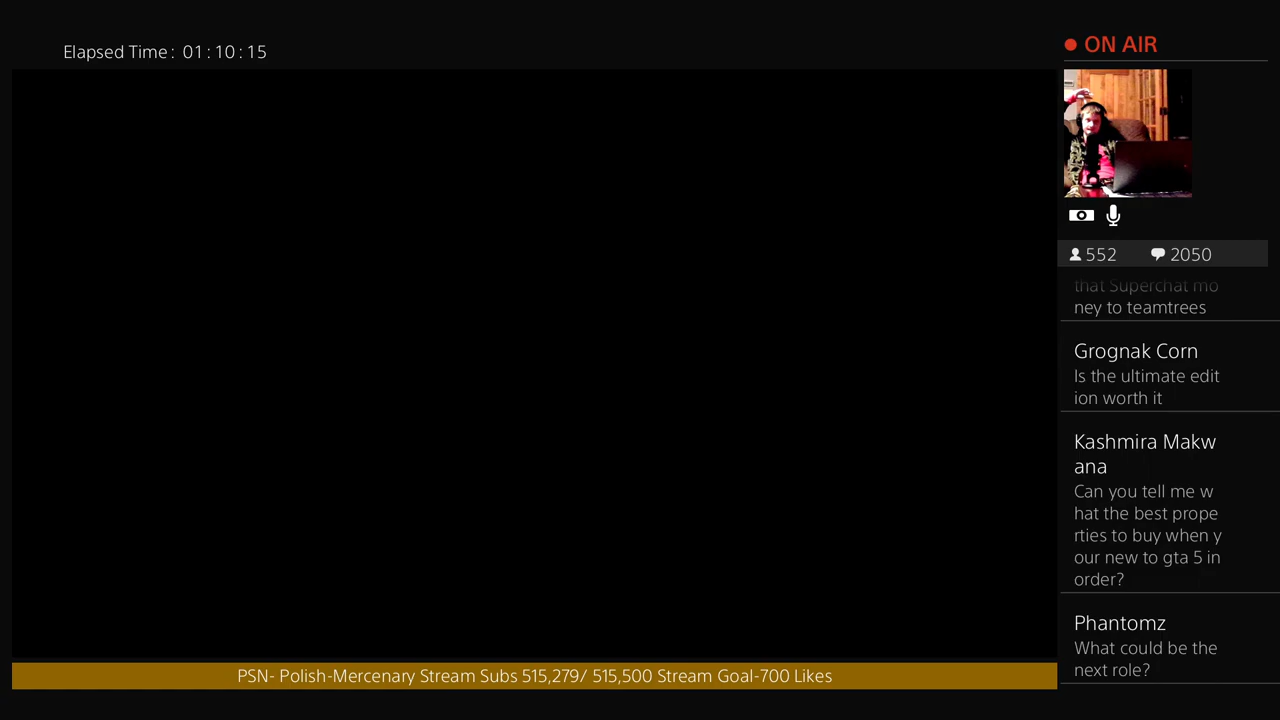 Elapsed Time: 01:10:15
ON AIR
552 2050
that Superchat mo
ney to teamtrees
Grognak Corn
Is the ultimate edit
ion worth it
Kashmira Makw
ana
Can you tell me w
hat the best prope
rties to buy when y
our new to gta 5 in
order?
Phantomz
What could be the
next role?
PSN- Polish-Mercenary Stream Subs 515,279/ 515,500 Stream Goal-700 Likes